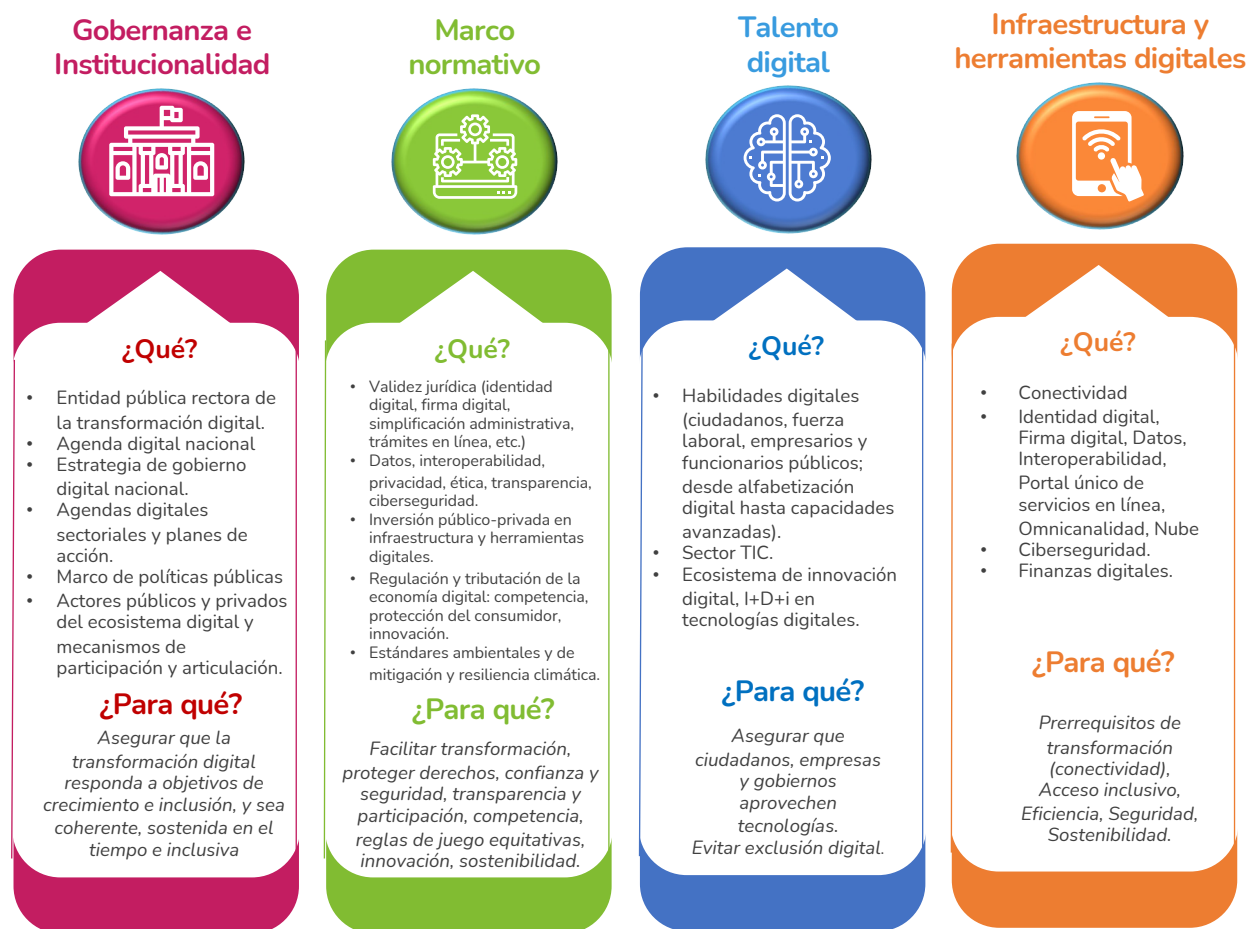 Gobernanza e
Institucionalidad
¿Qué?
• Entidad pública rectora de
la transformación digital.
• Agenda digital nacional
• Estrategia de gobierno
digital nacional.
• Agendas digitales
sectoriales y planes de
acción.
• Marco de políticas públicas
• Actores públicos y privados
del ecosistema digital y
mecanismos de
participación y articulación.
¿Para qué?
Asegurar que la
transformación digital
responda a objetivos de
crecimiento e inclusión, y sea
coherente, sostenida en el
tiempo e inclusiva
Marco
normativo
¿Qué?
• Validez jurídica (identidad
digital, firma digital,
simplificación administrativa,
trámites en línea, etc.)
• Datos, interoperabilidad,
privacidad, ética, transparencia,
ciberseguridad.
• Inversión público-privada en
infraestructura y herramientas
digitales.
• Regulación y tributación de la
economía digital: competencia,
protección del consumidor,
innovación.
• Estándares ambientales y de
mitigación y resiliencia climática.
¿Para qué?
Facilitar transformación,
proteger derechos, confianza y
seguridad, transparencia y
participación, competencia,
reglas de juego equitativas,
innovación, sostenibilidad.
Talento
digital
¿Qué?
• Habilidades digitales
(ciudadanos, fuerza
laboral, empresarios y
funcionarios públicos;
desde alfabetización
digital hasta capacidades
avanzadas).
• Sector TIC.
• Ecosistema de innovación
digital, I+D+i en
tecnologías digitales.
¿Para qué?
Asegurar que
ciudadanos, empresas
y gobiernos
aprovechen
tecnologías.
Evitar exclusión digital.
Infraestructura y
herramientas digitales
¿Qué?
• Conectividad
• Identidad digital,
Firma digital, Datos,
Interoperabilidad,
Portal único de
servicios en línea,
Omnicanalidad, Nube
• Ciberseguridad.
• Finanzas digitales.
¿Para qué?
Prerrequisitos de
transformación
(conectividad),
Acceso inclusivo,
Eficiencia, Seguridad,
Sostenibilidad.